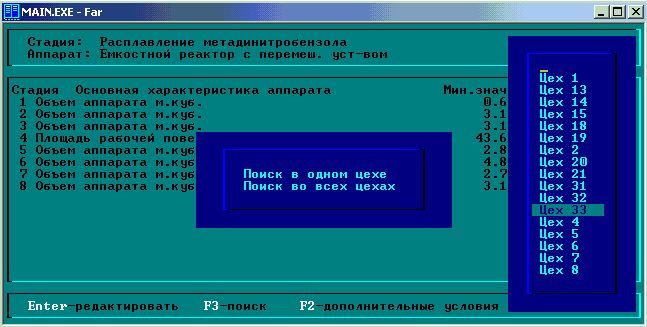 MAIN.EXE - Far
Стадия: Расплавление метадинитробензола
Аппарат: Емкостной реактор с перемеш. уст-вом
Стадия Основная характеристика аппарата Мин.знач
1 Объем аппарата м.куб. 0.6
2 Объем аппарата м.куб. 3.1
3 Объем аппарата м.куб. 3.1
4 Площадь рабочей пове 43.6
5 Объем аппарата м.куб 2.8
6 Объем аппарата м.куб 4.8
7 Объем аппарата м.куб 2.7
8 Объем аппарата м.куб 3.1
Поиск в одном цехе
Поиск во всех цехах
Цех 1
Цех 13
Цех 14
Цех 15
Цех 18
Цех 19
Цех 2
Цех 20
Цех 21
Цех 31
Цех 32
Цех 33
Цех 4
Цех 5
Цех 6
Цех 7
Цех 8
Enter-редактировать F3-поиск F2-дополнительные условия